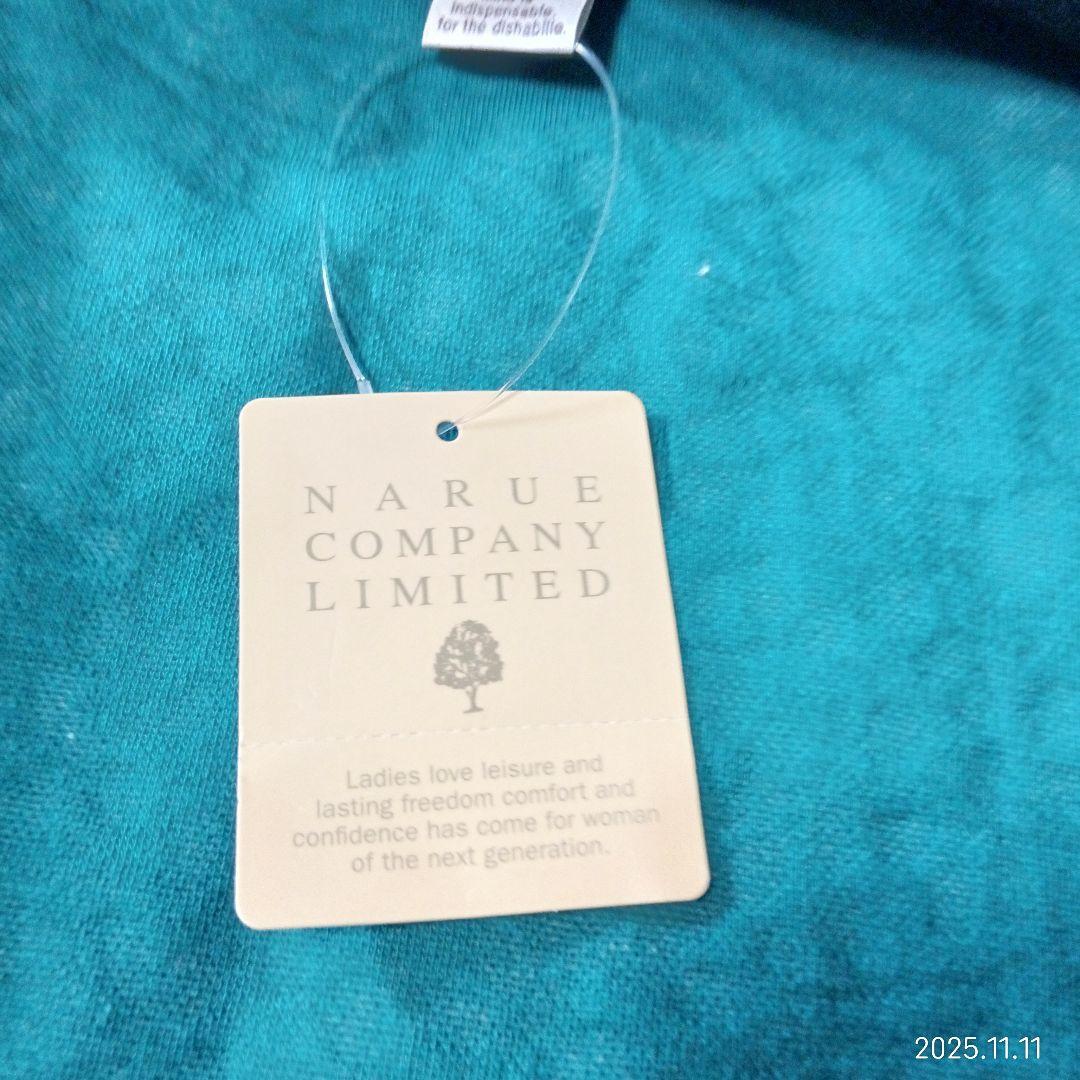 indispensable.
for the dishabille.
NARUE
COMPANY
LIMITED
Ladies love leisure and
lasting freedom comfort and
confidence has come for woman
of the next generation.
2025.11.11